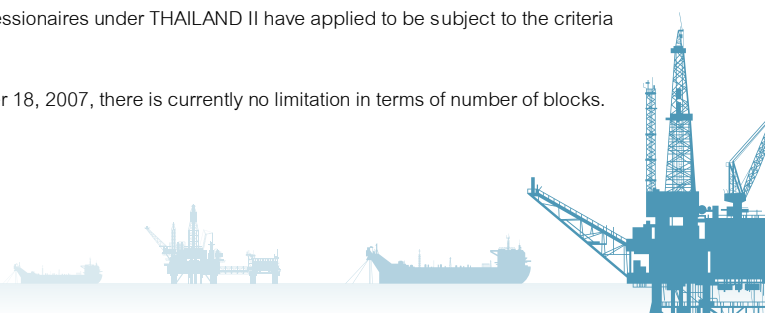 essionaires under THAILAND II have applied to be subject to the criteria
r 18, 2007, there is currently no limitation in terms of number of blocks.